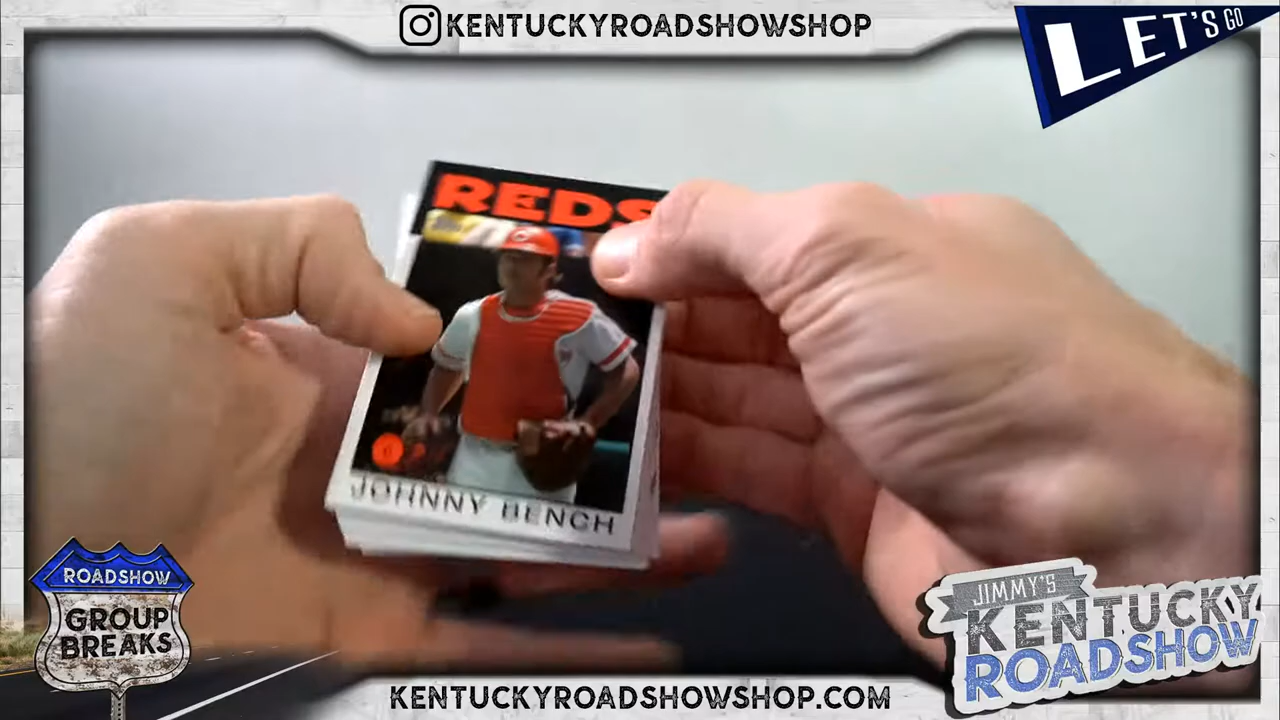 KENTUCKYROADSHOWSHOP
LET'S GO
REDS
JOHNNY BENCH
ROADSHOW
GROUP
BREAKS
JIMMY'S
KENTUCKY
ROADSHOW
KENTUCKYROADSHOWSHOP.COM